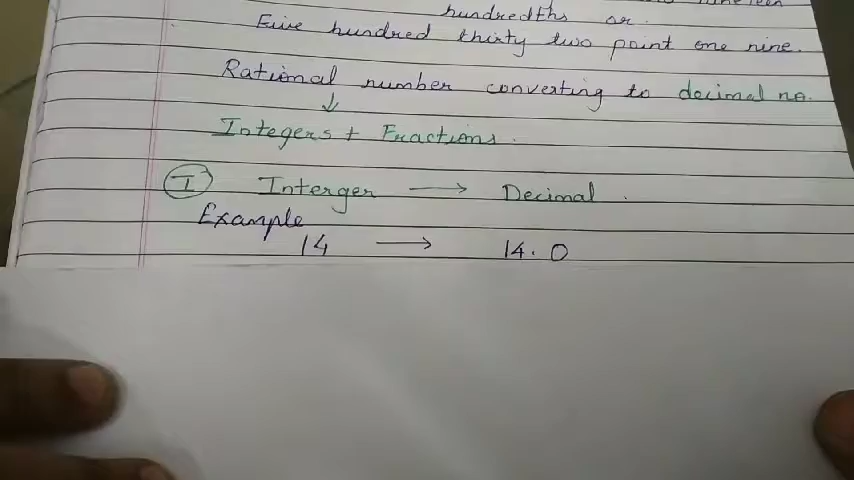 hundredths or.
Five hundred thirty two point one nine.
Rational number converting to decimal no.
↓
Integers + Fractions.
I Interger → Decimal.
Example
14 → 14.0